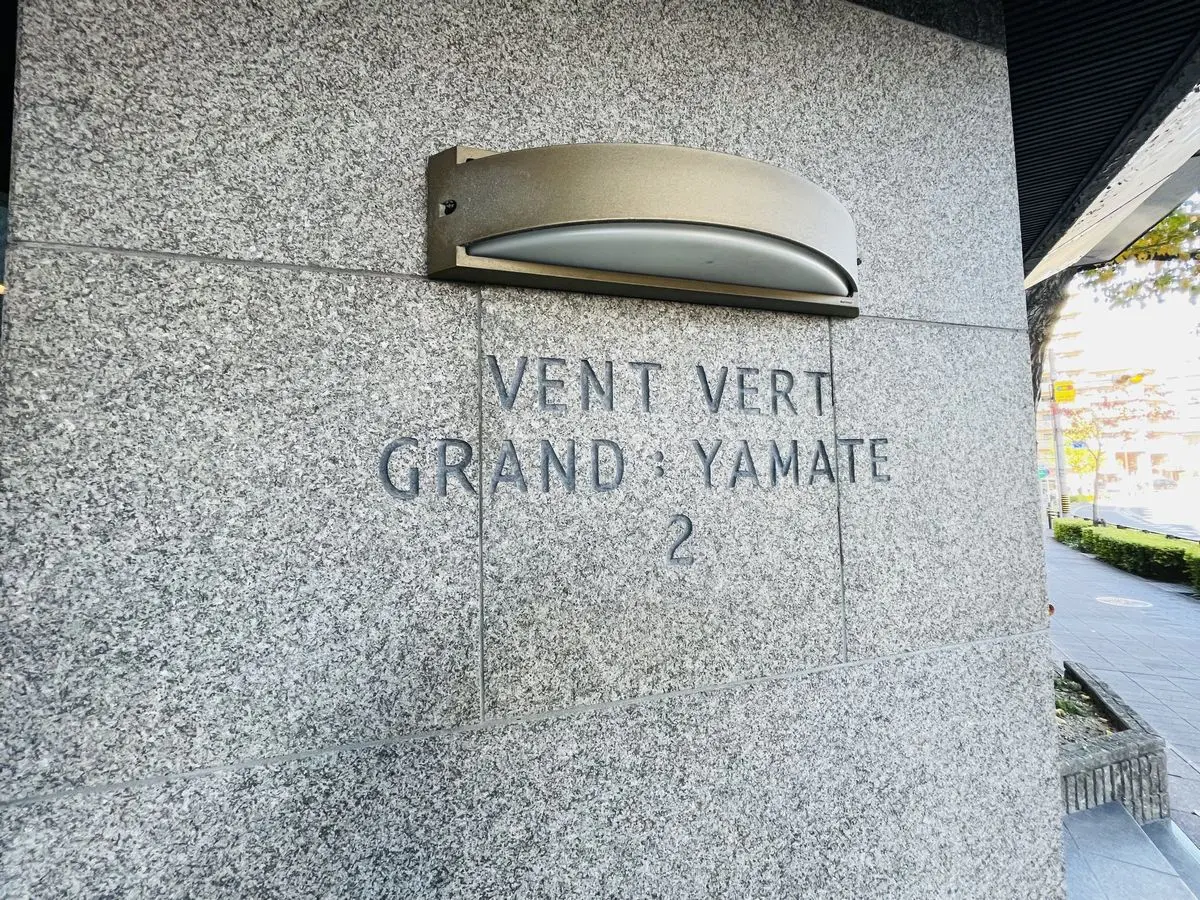 VENT VERT
GRAND : YAMATE
2